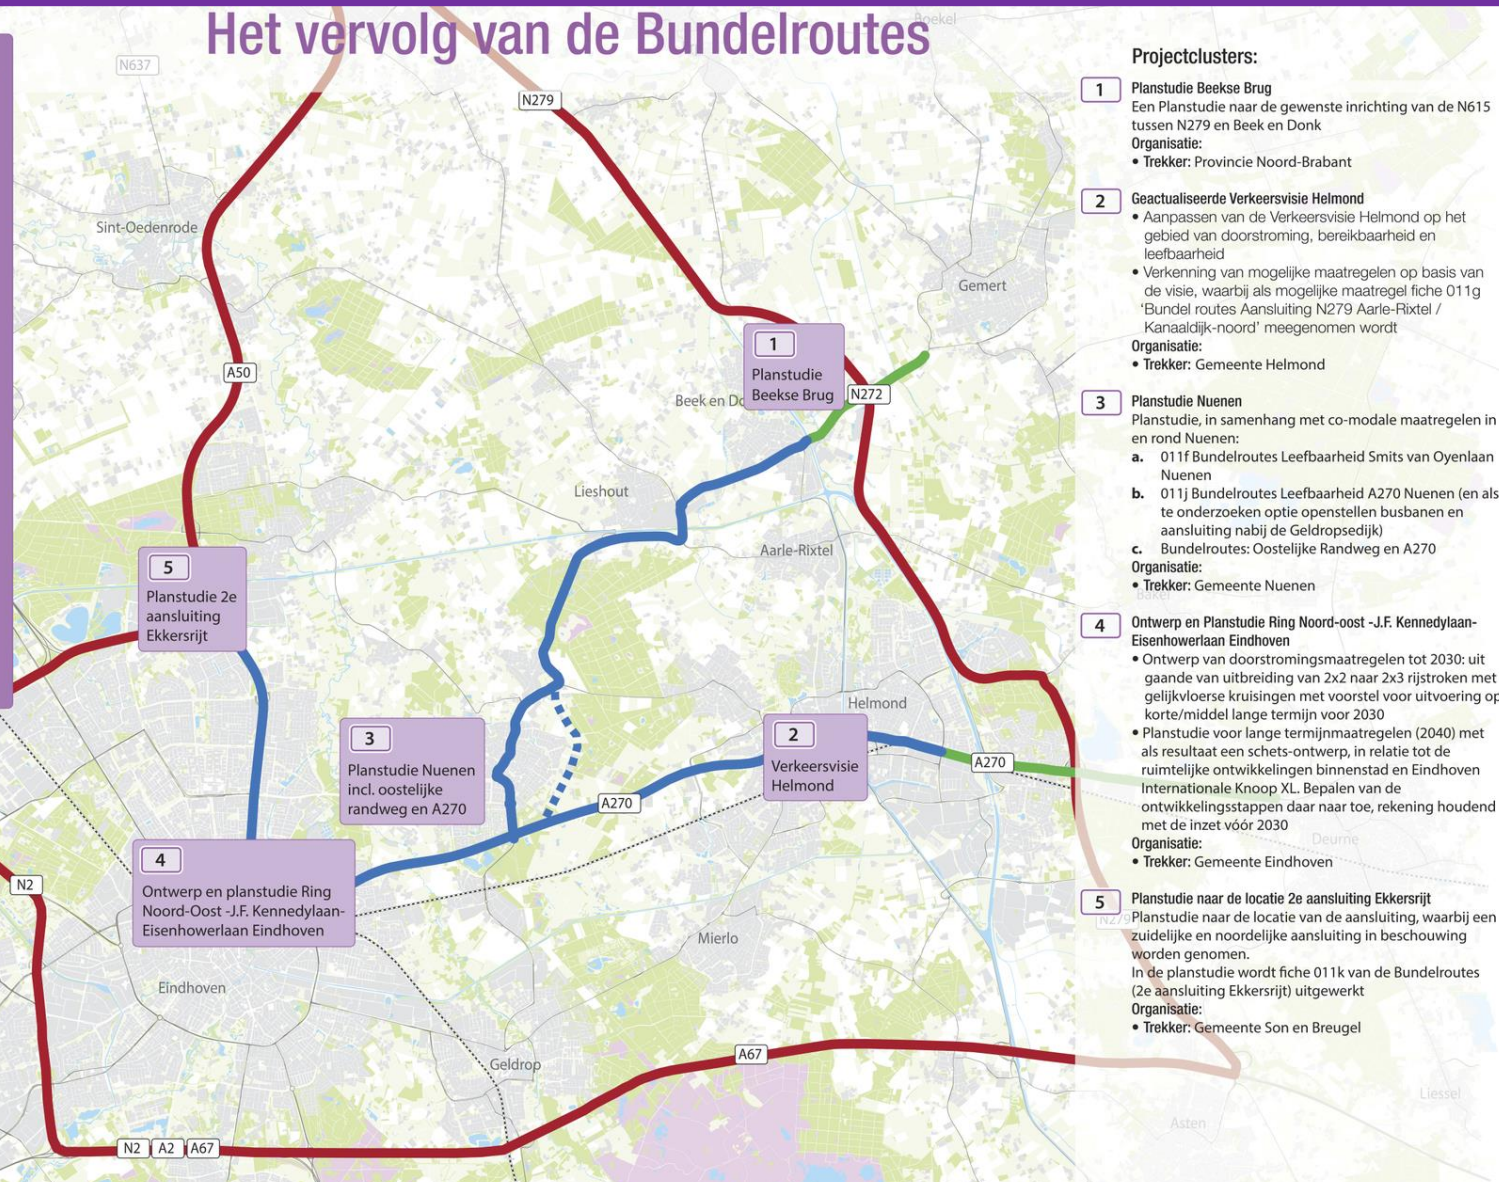 Het vervolg van de Bundelroutes
Boekel
N637
N279
Sint-Oedenrode
Gemert
A50
1
Planstudie
Beekse Brug
N272
Beek en Do
Lieshout
Aarle-Rixtel
5
Planstudie 2e
aansluiting
Ekkersrijt
Bakel
Helmond
3
Planstudie Nuenen
incl. oostelijke
randweg en A270
2
Verkeersvisie
Helmond
A270
A270
4
Ontwerp en planstudie Ring
Noord-Oost -J.F. Kennedylaan-
Eisenhowerlaan Eindhoven
N2
Deurne
N279
Mierlo
Eindhoven
Geldrop
A67
Liessel
Asten
N2 A2 A67
Projectclusters:
1
Planstudie Beekse Brug
Een Planstudie naar de gewenste inrichting van de N615
tussen N279 en Beek en Donk
Organisatie:
• Trekker: Provincie Noord-Brabant
2
Geactualiseerde Verkeersvisie Helmond
• Aanpassen van de Verkeersvisie Helmond op het
gebied van doorstroming, bereikbaarheid en
leefbaarheid
• Verkenning van mogelijke maatregelen op basis van
de visie, waarbij als mogelijke maatregel fiche 011g
'Bundel routes Aansluiting N279 Aarle-Rixtel /
Kanaaldijk-noord' meegenomen wordt
Organisatie:
• Trekker: Gemeente Helmond
3
Planstudie Nuenen
Planstudie, in samenhang met co-modale maatregelen in
en rond Nuenen:
a. 011f Bundelroutes Leefbaarheid Smits van Oyenlaan
Nuenen
b. 011j Bundelroutes Leefbaarheid A270 Nuenen (en als
te onderzoeken optie openstellen busbanen en
aansluiting nabij de Geldropsedijk)
c. Bundelroutes: Oostelijke Randweg en A270
Organisatie:
• Trekker: Gemeente Nuenen
4
Ontwerp en Planstudie Ring Noord-oost -J.F. Kennedylaan-
Eisenhowerlaan Eindhoven
• Ontwerp van doorstromingsmaatregelen tot 2030: uit
gaande van uitbreiding van 2x2 naar 2x3 rijstroken met
gelijkvloerse kruisingen met voorstel voor uitvoering op
korte/middel lange termijn voor 2030
• Planstudie voor lange termijnmaatregelen (2040) met
als resultaat een schets-ontwerp, in relatie tot de
ruimtelijke ontwikkelingen binnenstad en Eindhoven
Internationale Knoop XL. Bepalen van de
ontwikkelingsstappen daar naar toe, rekening houdend
met de inzet vóór 2030
Organisatie:
• Trekker: Gemeente Eindhoven
5
Planstudie naar de locatie 2e aansluiting Ekkersrijt
Planstudie naar de locatie van de aansluiting, waarbij een
zuidelijke en noordelijke aansluiting in beschouwing
worden genomen.
In de planstudie wordt fiche 011k van de Bundelroutes
(2e aansluiting Ekkersrijt) uitgewerkt
Organisatie:
• Trekker: Gemeente Son en Breugel